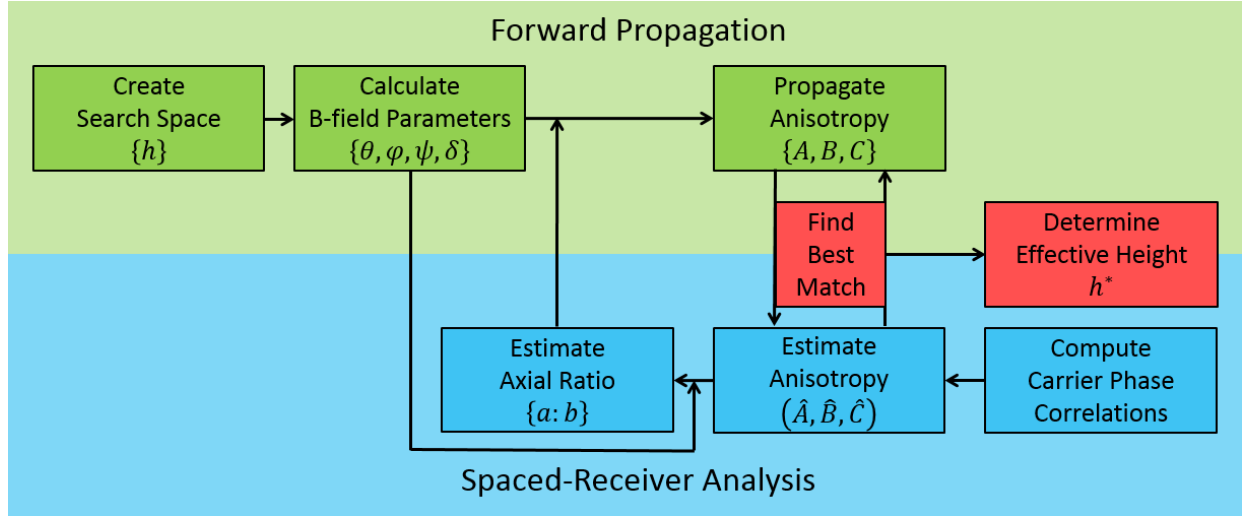 Forward Propagation
Create
Search Space
{h}
Calculate
B-field Parameters
{θ, φ, ψ, δ}
Propagate
Anisotropy
{A, B, C}
Find
Best
Match
Determine
Effective Height
h*
Estimate
Axial Ratio
{a: b}
Estimate
Anisotropy
(Â, B̂, Ĉ)
Compute
Carrier Phase
Correlations
Spaced-Receiver Analysis